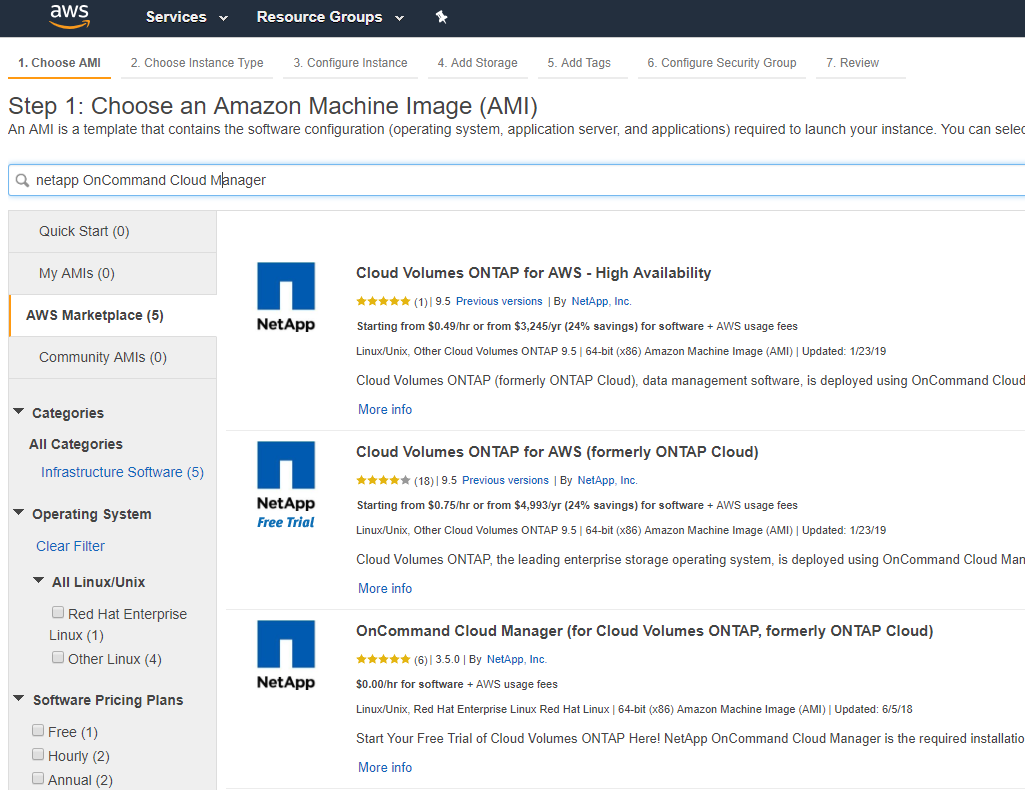 aws
Services
Resource Groups
1. Choose AMI
2. Choose Instance Type
3. Configure Instance
4. Add Storage
5. Add Tags
6. Configure Security Group
7. Review
Step 1: Choose an Amazon Machine Image (AMI)
An AMI is a template that contains the software configuration (operating system, application server, and applications) required to launch your instance. You can selec
netapp OnCommand Cloud Manager
Quick Start (0)
My AMIs (0)
AWS Marketplace (5)
Community AMIs (0)
Categories
All Categories
Infrastructure Software (5)
Operating System
Clear Filter
All Linux/Unix
Red Hat Enterprise
Linux (1)
Other Linux (4)
Software Pricing Plans
Free (1)
Hourly (2)
Annual (2)
NetApp
Cloud Volumes ONTAP for AWS - High Availability
(1) | 9.5 Previous versions | By NetApp, Inc.
Starting from $0.49/hr or from $3,245/yr (24% savings) for software + AWS usage fees
Linux/Unix, Other Cloud Volumes ONTAP 9.5 | 64-bit (x86) Amazon Machine Image (AMI) | Updated: 1/23/19
Cloud Volumes ONTAP (formerly ONTAP Cloud), data management software, is deployed using OnCommand Cloud
More info
NetApp
Free Trial
Cloud Volumes ONTAP for AWS (formerly ONTAP Cloud)
(18) | 9.5 Previous versions | By NetApp, Inc.
Starting from $0.75/hr or from $4,993/yr (24% savings) for software + AWS usage fees
Linux/Unix, Other Cloud Volumes ONTAP 9.5 | 64-bit (x86) Amazon Machine Image (AMI) | Updated: 1/23/19
Cloud Volumes ONTAP, the leading enterprise storage operating system, is deployed using OnCommand Cloud Man
More info
NetApp
OnCommand Cloud Manager (for Cloud Volumes ONTAP, formerly ONTAP Cloud)
(6) | 3.5.0 | By NetApp, Inc.
$0.00/hr for software + AWS usage fees
Linux/Unix, Red Hat Enterprise Linux Red Hat Linux | 64-bit (x86) Amazon Machine Image (AMI) | Updated: 6/5/18
Start Your Free Trial of Cloud Volumes ONTAP Here! NetApp OnCommand Cloud Manager is the required installatio
More info